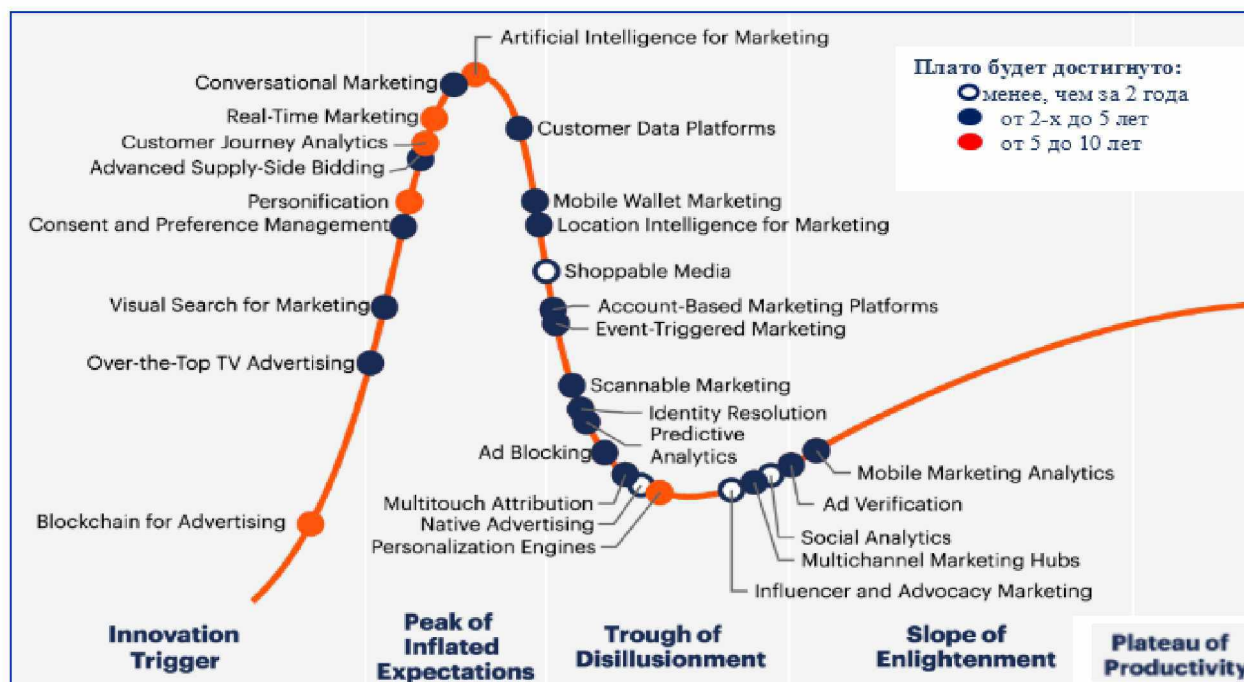 Artificial Intelligence for Marketing
Conversational Marketing
Real-Time Marketing
Customer Journey Analytics
Advanced Supply-Side Bidding
Personification
Consent and Preference Management
Visual Search for Marketing
Over-the-Top TV Advertising
Blockchain for Advertising
Customer Data Platforms
Mobile Wallet Marketing
Location Intelligence for Marketing
Shoppable Media
Account-Based Marketing Platforms
Event-Triggered Marketing
Scannable Marketing
Identity Resolution
Predictive
Analytics
Ad Blocking
Multitouch Attribution
Native Advertising
Personalization Engines
Mobile Marketing Analytics
Ad Verification
Social Analytics
Multichannel Marketing Hubs
Influencer and Advocacy Marketing
Плато будет достигнуто:
менее, чем за 2 года
от 2-х до 5 лет
от 5 до 10 лет
Innovation
Trigger
Peak of
Inflated
Expectations
Trough of
Disillusionment
Slope of
Enlightenment
Plateau of
Productivity